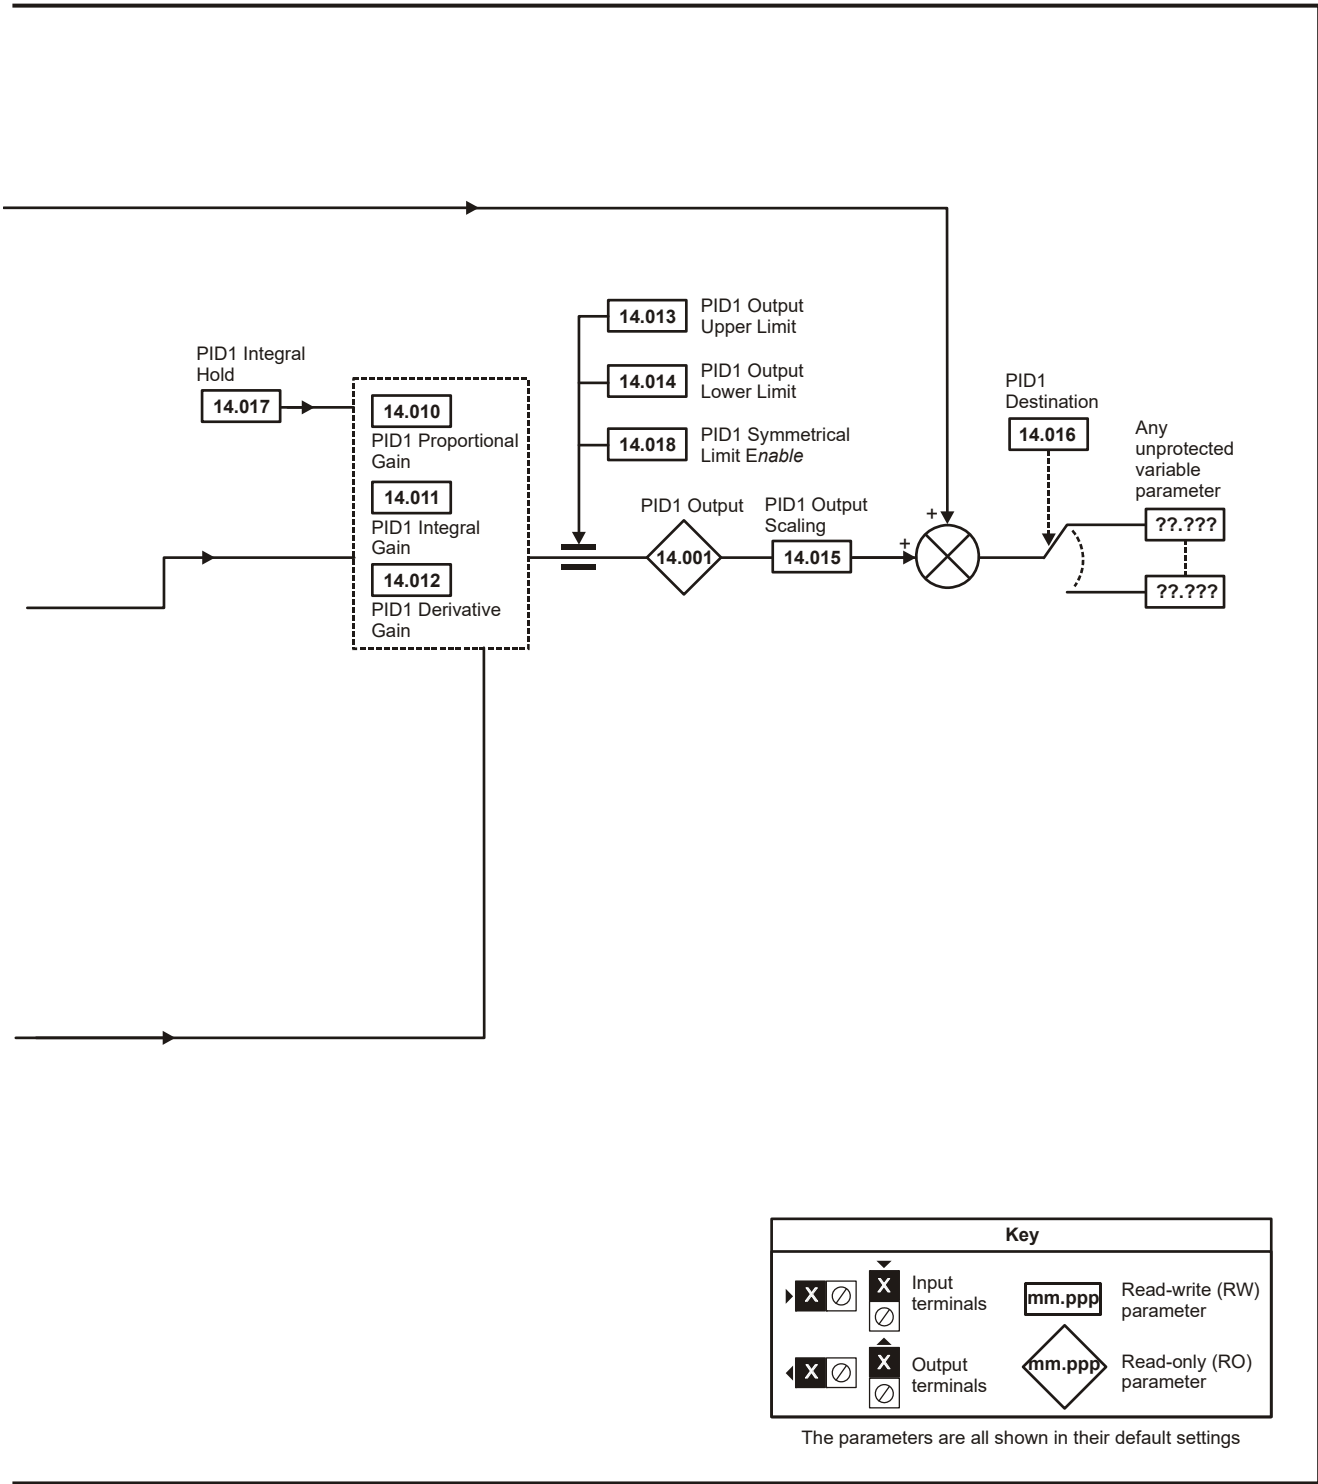 14.013
PID1 Output
Upper Limit
PID1 Integral
Hold
14.017
14.014
PID1 Output
Lower Limit
14.018
PID1 Symmetrical
Limit Enable
14.010
PID1 Proportional
Gain
14.011
PID1 Integral
Gain
14.012
PID1 Derivative
Gain
PID1 Output
14.001
PID1 Output
Scaling
14.015
+
+
PID1
Destination
14.016
Any
unprotected
variable
parameter
??.???
??.???
Key
X
X
Input
terminals
mm.ppp
Read-write (RW)
parameter
X
X
Output
terminals
mm.ppp
Read-only (RO)
parameter
The parameters are all shown in their default settings